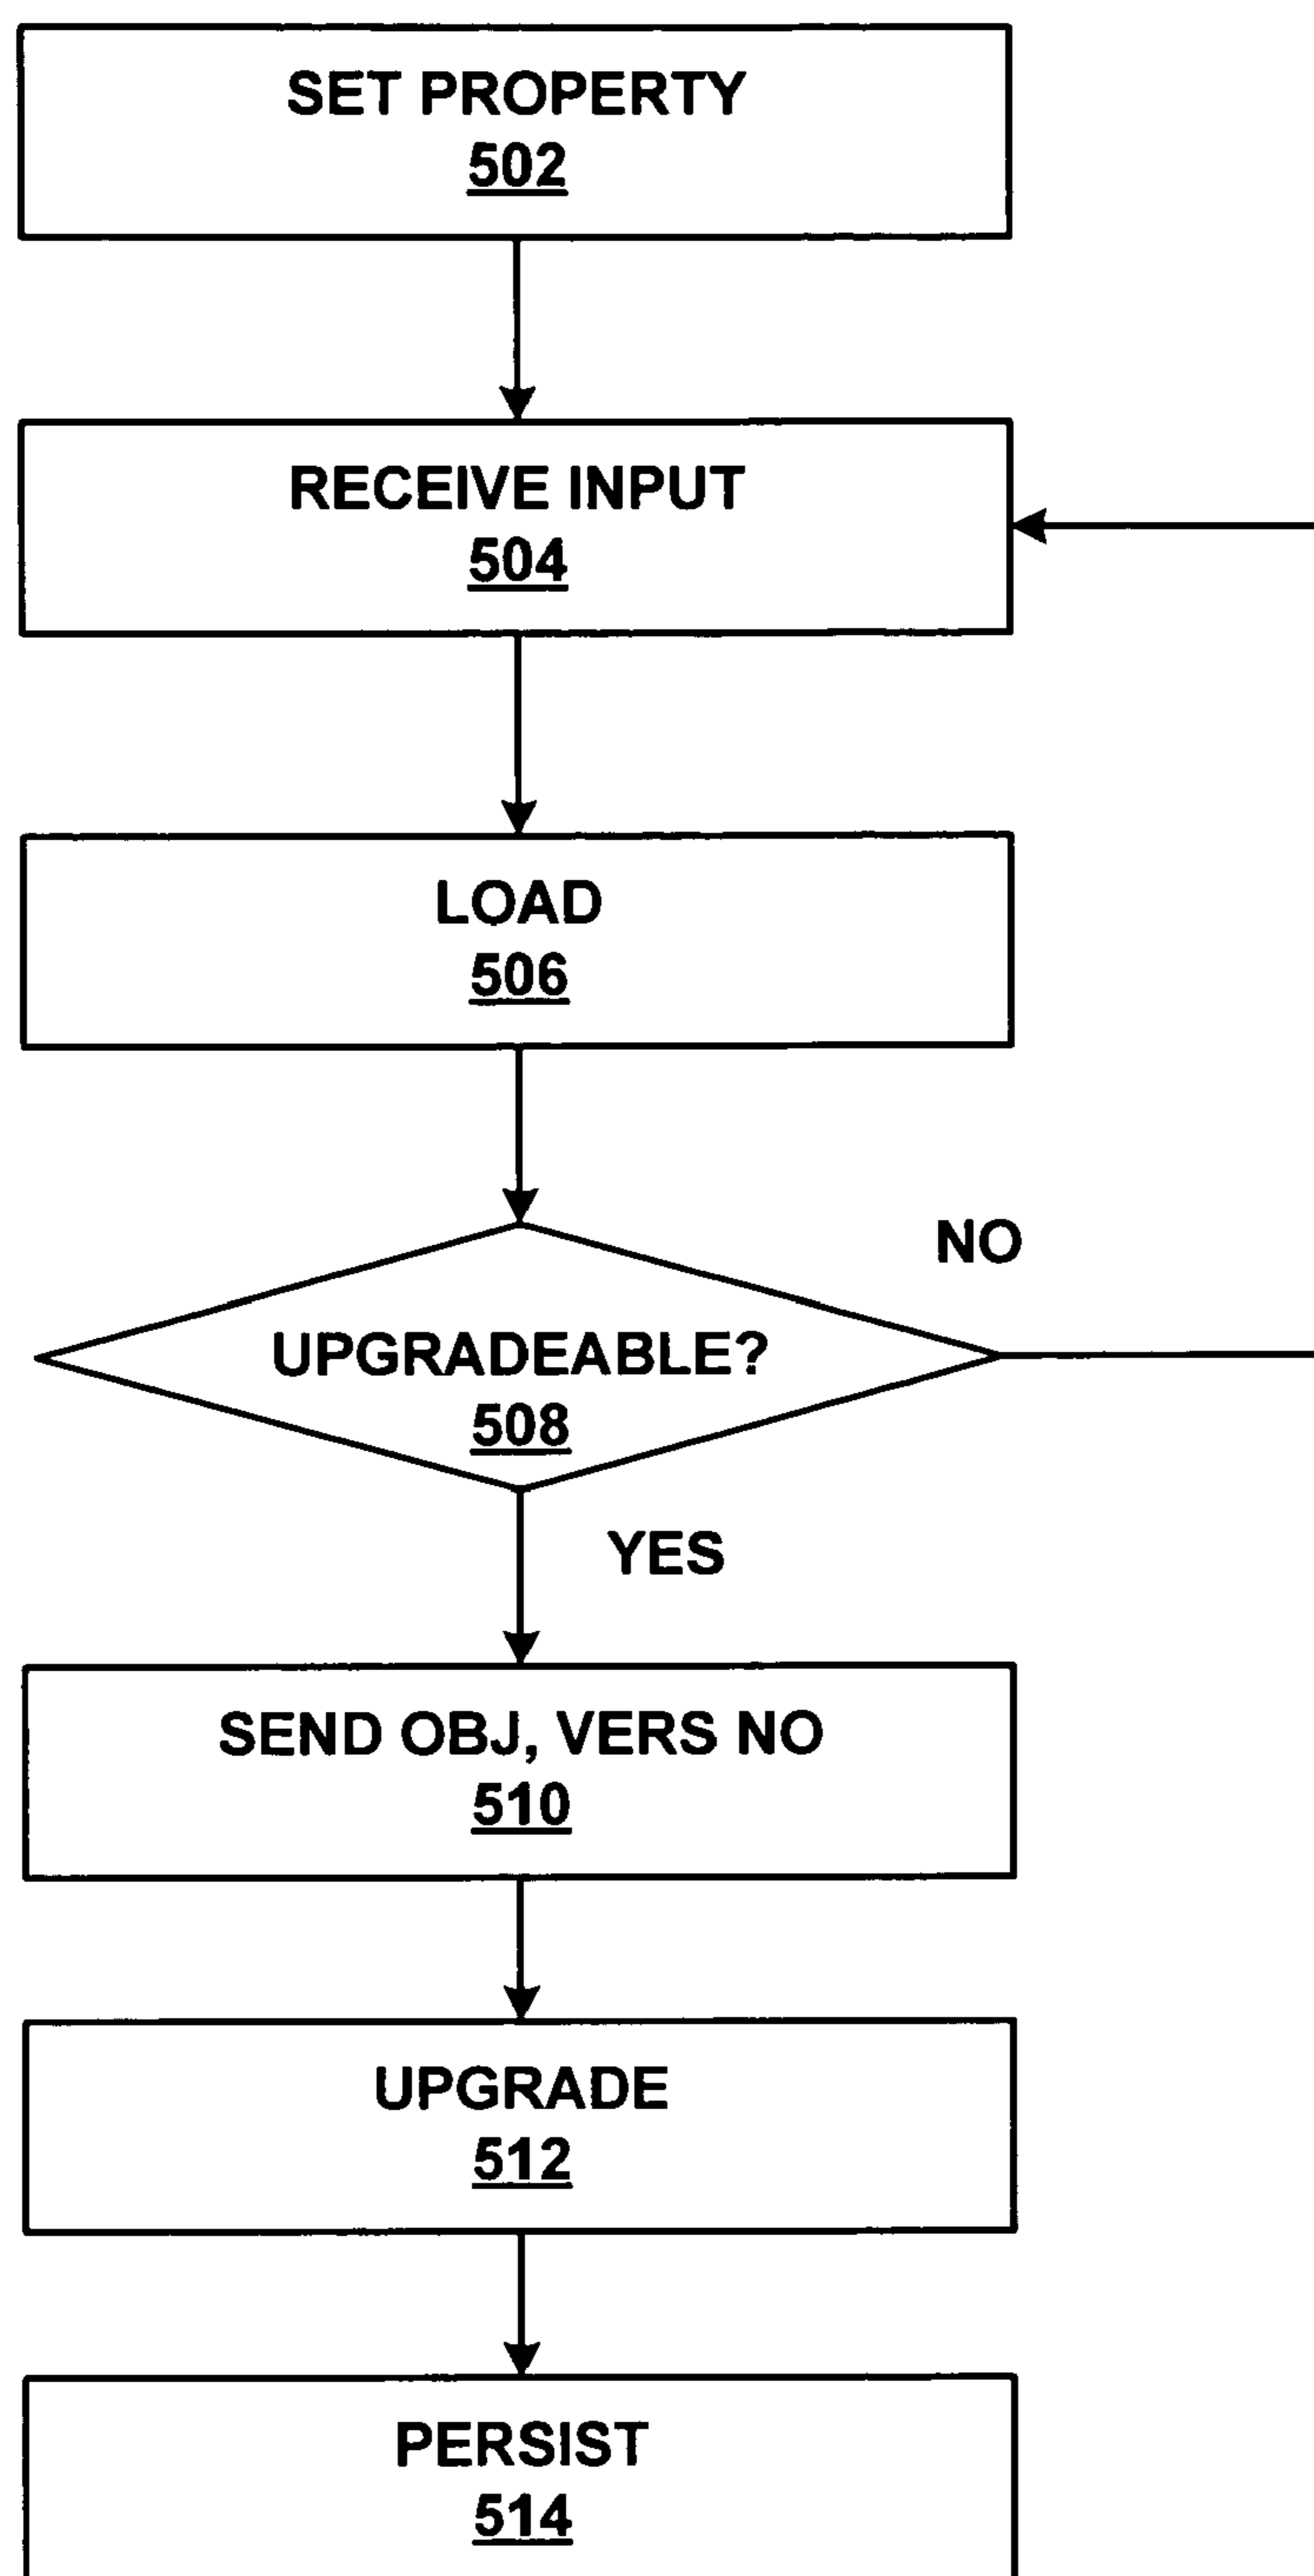 SET PROPERTY
502
RECEIVE INPUT
504
LOAD
506
NO
UPGRADEABLE?
508
YES
SEND OBJ, VERS NO
510
UPGRADE
512
PERSIST
514